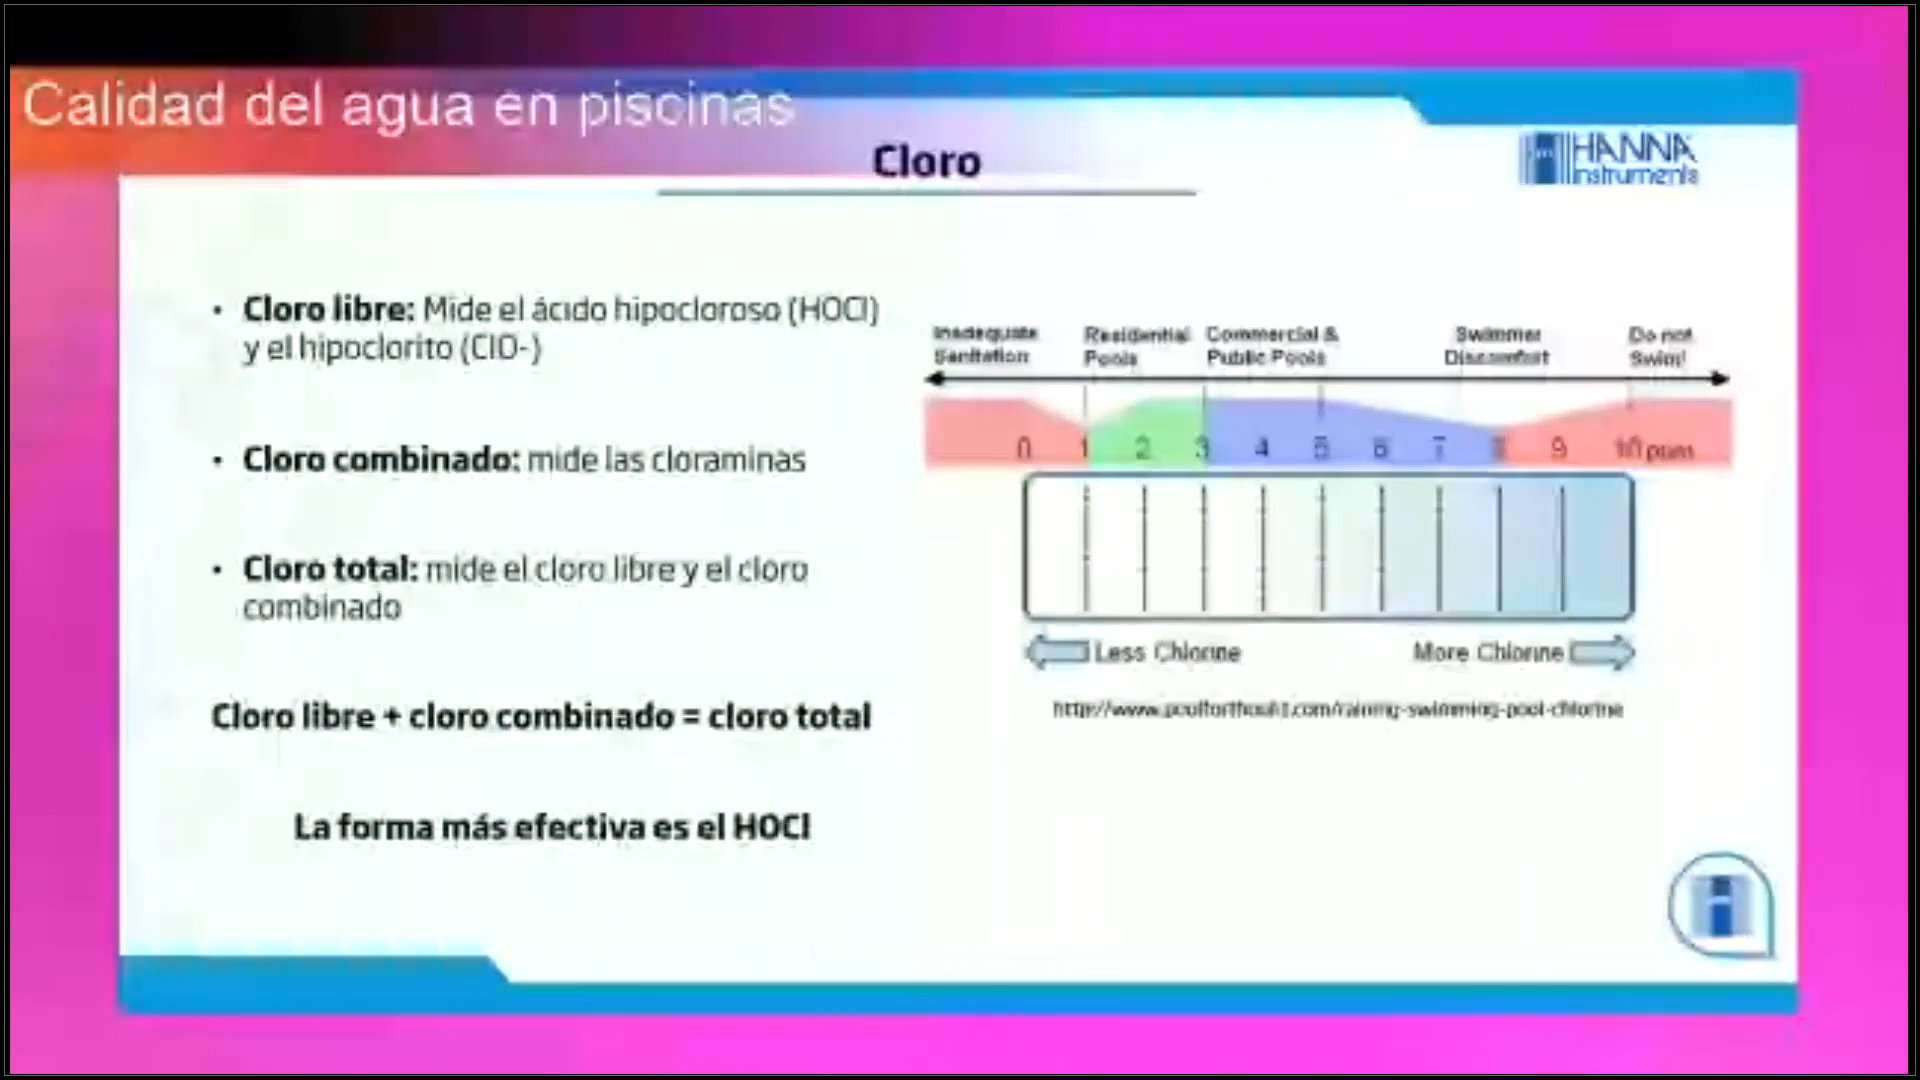 Calidad del agua en piscinas
Cloro
HANNA
instruments
• Cloro libre: Mide el ácido hipocloroso (HOCl)
y el hipoclorito (ClO-)
• Cloro combinado: mide las cloraminas
• Cloro total: mide el cloro libre y el cloro
combinado
Cloro libre + cloro combinado = cloro total
La forma más efectiva es el HOCl
Inadequate Residential Commercial & Swimmer Do not
Sanitation Pools Public Pools Discomfort Swim!
0 1 2 3 4 5 6 7 8 9 10 ppm
Less Chlorine More Chlorine